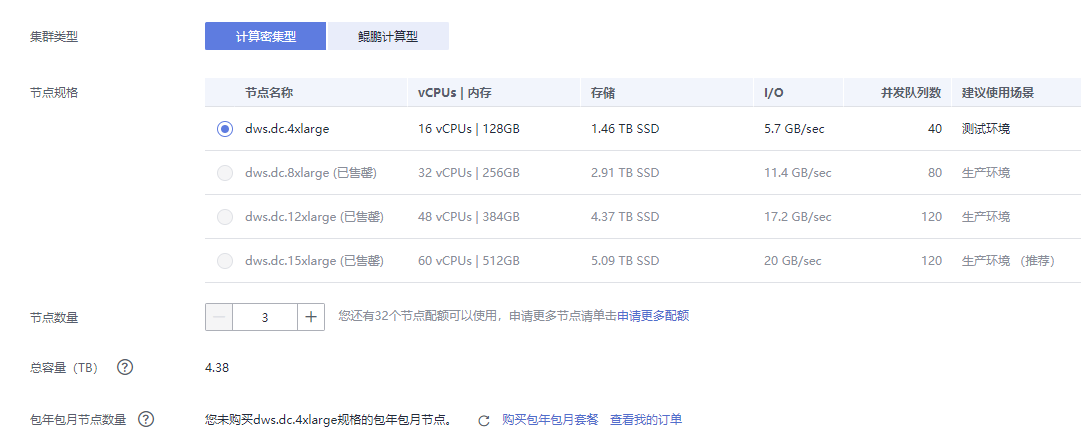 集群类型 计算密集型 鲲鹏计算型
节点规格 节点名称 vCPUs | 内存 存储 I/O 并发队列数 建议使用场景
dws.dc.4xlarge 16 vCPUs | 128GB 1.46 TB SSD 5.7 GB/sec 40 测试环境
dws.dc.8xlarge (已售罄) 32 vCPUs | 256GB 2.91 TB SSD 11.4 GB/sec 80 生产环境
dws.dc.12xlarge (已售罄) 48 vCPUs | 384GB 4.37 TB SSD 17.2 GB/sec 120 生产环境
dws.dc.15xlarge (已售罄) 60 vCPUs | 512GB 5.09 TB SSD 20 GB/sec 120 生产环境 （推荐）
节点数量 — 3 + 您还有32个节点配额可以使用，申请更多节点请单击申请更多配额
总容量（TB） ? 4.38
包年包月节点数量 ? 您未购买dws.dc.4xlarge规格的包年包月节点。 购买包年包月套餐 查看我的订单